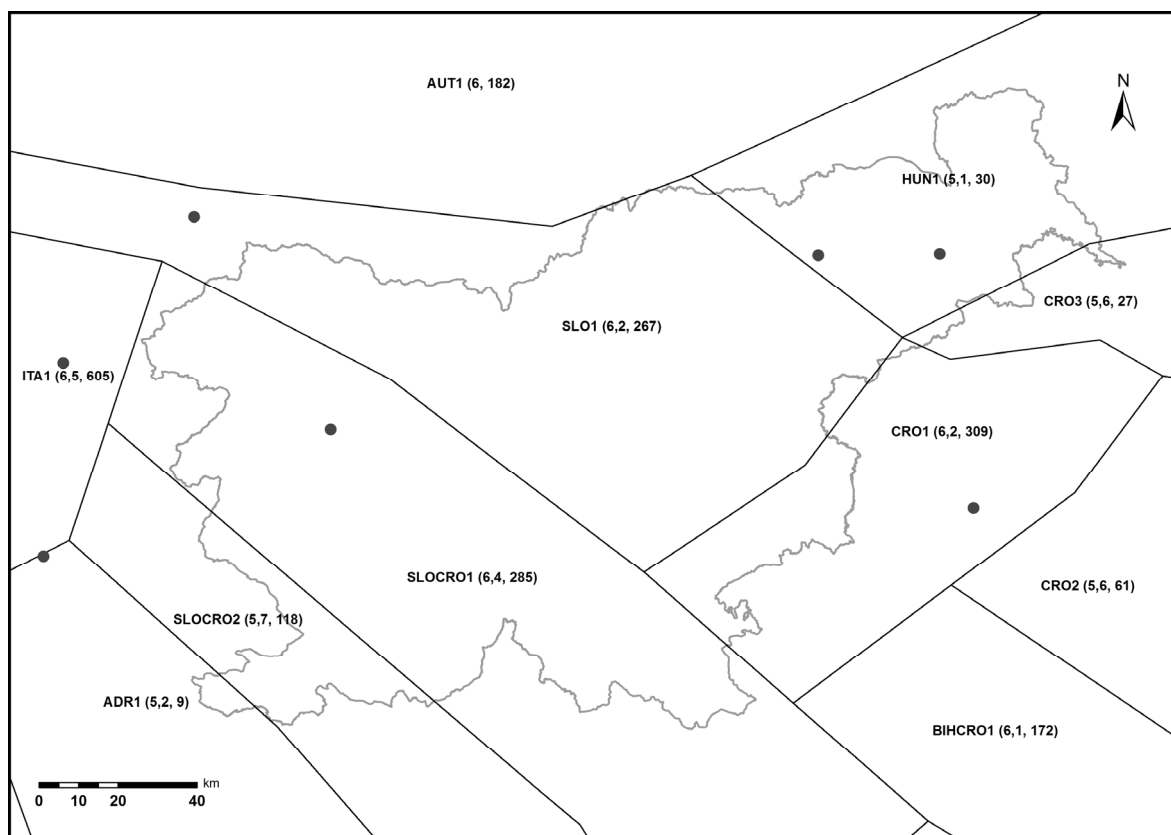 AUT1 (6, 182)
N
HUN1 (5,1, 30)
CRO3 (5,6, 27)
SLO1 (6,2, 267)
ITA1 (6,5, 605)
CRO1 (6,2, 309)
SLOCRO1 (6,4, 285)
CRO2 (5,6, 61)
SLOCRO2 (5,7, 118)
ADR1 (5,2, 9)
BIHCRO1 (6,1, 172)
km
0 10 20 40